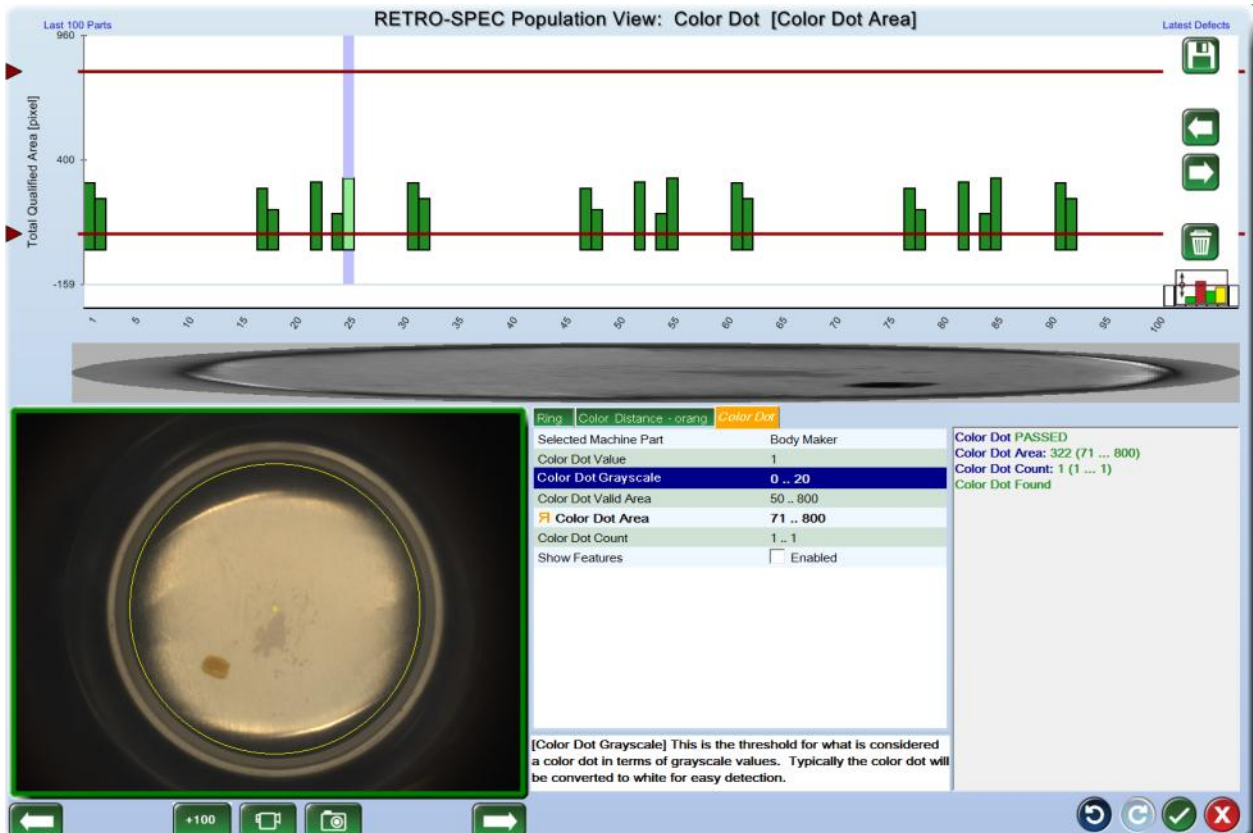 RETRO-SPEC Population View: Color Dot [Color Dot Area]
Last 100 Parts
Latest Defects
Total Qualified Area [pixel]
960
400
-159
1 5 10 15 20 25 30 35 40 45 50 55 60 65 70 75 80 85 90 95 100
Ring Color Distance - orang Color Dot
Selected Machine Part Body Maker
Color Dot Value 1
Color Dot Grayscale 0 .. 20
Color Dot Valid Area 50 .. 800
Я Color Dot Area 71 .. 800
Color Dot Count 1 .. 1
Show Features Enabled
[Color Dot Grayscale] This is the threshold for what is considered
a color dot in terms of grayscale values. Typically the color dot will
be converted to white for easy detection.
Color Dot PASSED
Color Dot Area: 322 (71 ... 800)
Color Dot Count: 1 (1 ... 1)
Color Dot Found
+100